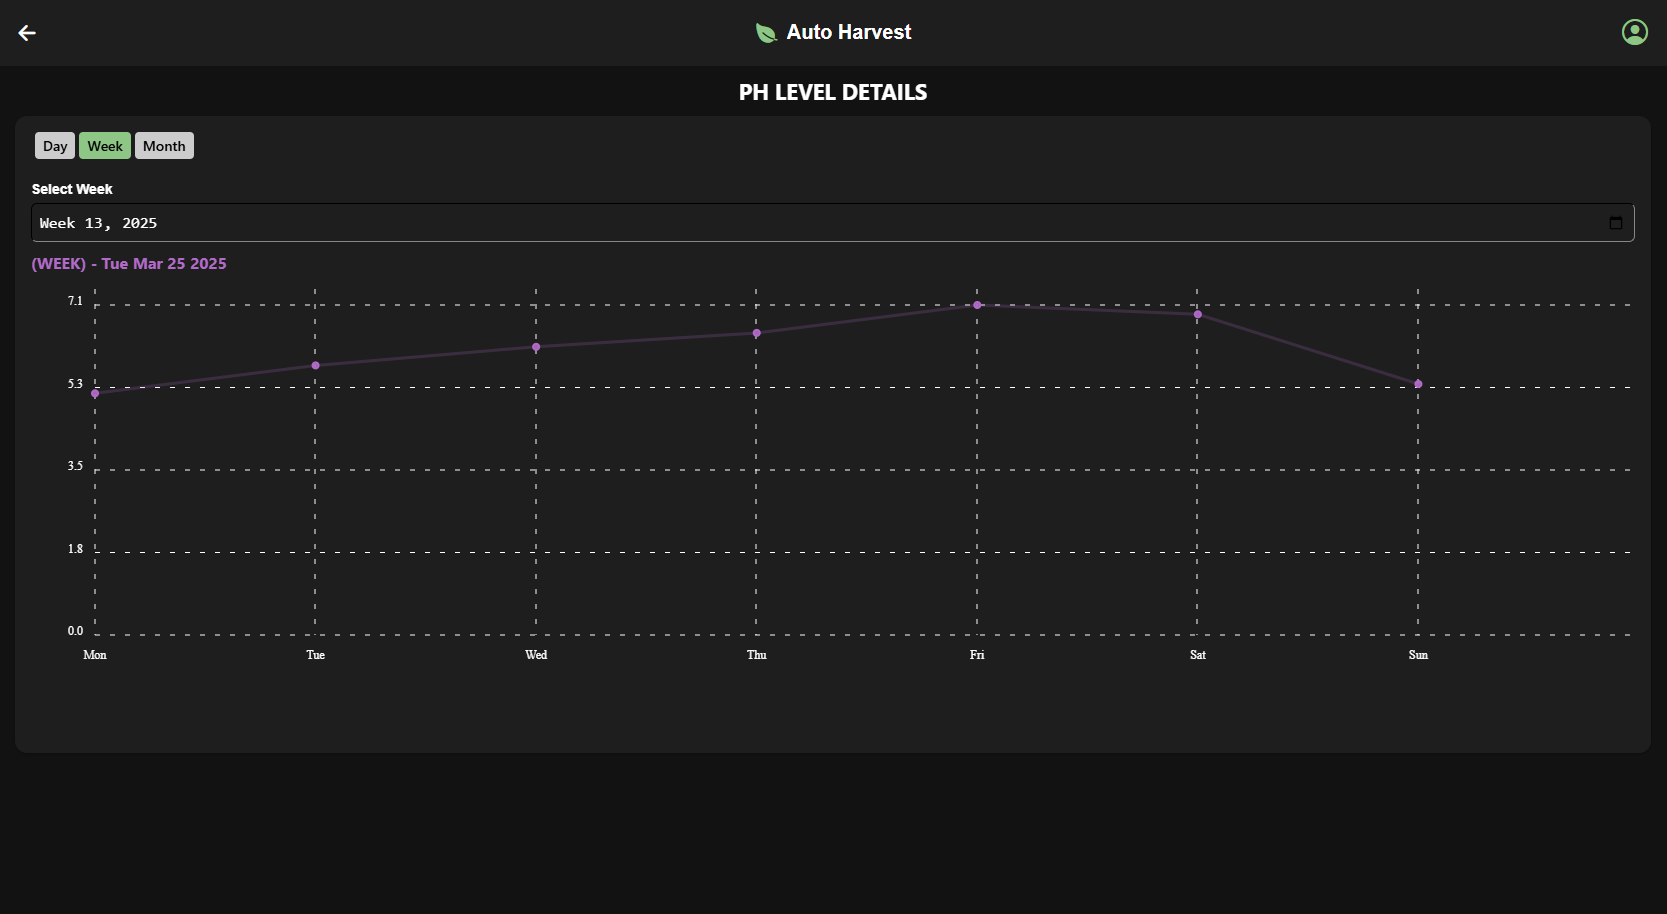 Auto Harvest
PH LEVEL DETAILS
Day Week Month
Select Week
Week 13, 2025
(WEEK) - Tue Mar 25 2025
7.1
5.3
3.5
1.8
0.0
Mon Tue Wed Thu Fri Sat Sun